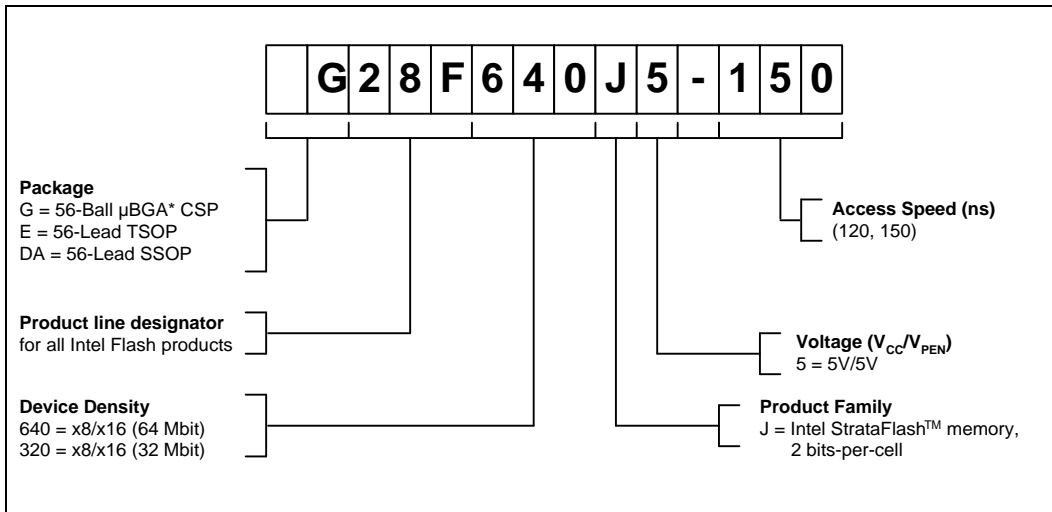 G28F640J5-150
Package
G = 56-Ball µBGA* CSP
E = 56-Lead TSOP
DA = 56-Lead SSOP
Product line designator
for all Intel Flash products
Device Density
640 = x8/x16 (64 Mbit)
320 = x8/x16 (32 Mbit)
Access Speed (ns)
(120, 150)
Voltage (VCC/VPEN)
5 = 5V/5V
Product Family
J = Intel StrataFlash™ memory,
2 bits-per-cell